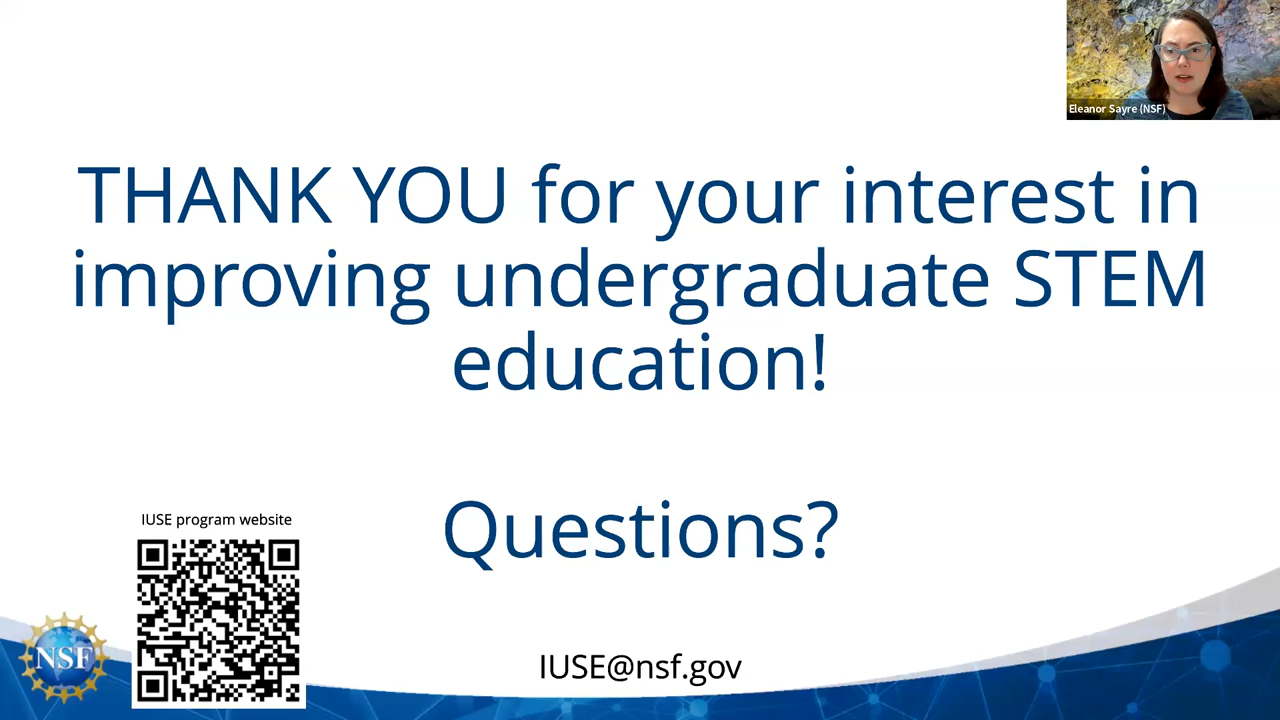 Eleanor Sayre (NSF)
THANK YOU for your interest in
improving undergraduate STEM
education!
Questions?
IUSE program website
NSF
IUSE@nsf.gov